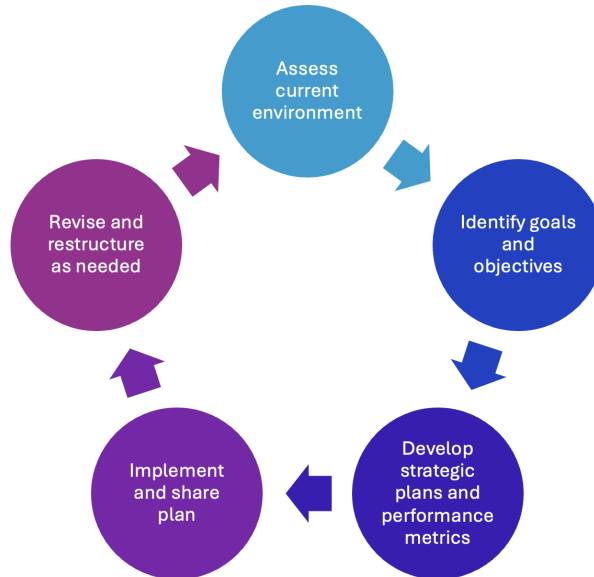 Assess
current
environment
Identify goals
and
objectives
Develop
strategic
plans and
performance
metrics
Implement
and share
plan
Revise and
restructure
as needed